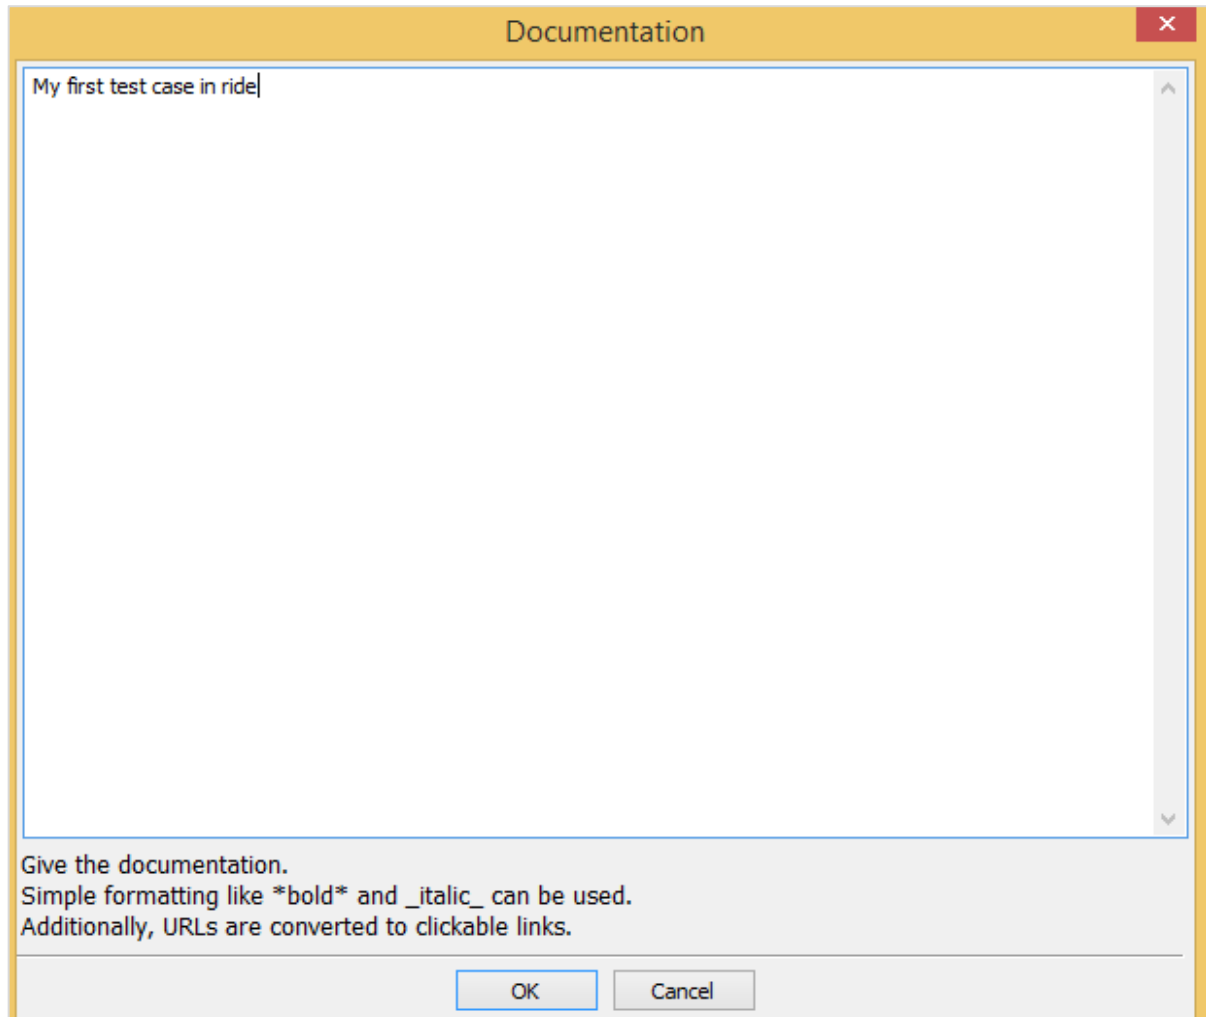 Documentation
My first test case in ride
Give the documentation.
Simple formatting like *bold* and _italic_ can be used.
Additionally, URLs are converted to clickable links.
OK
Cancel